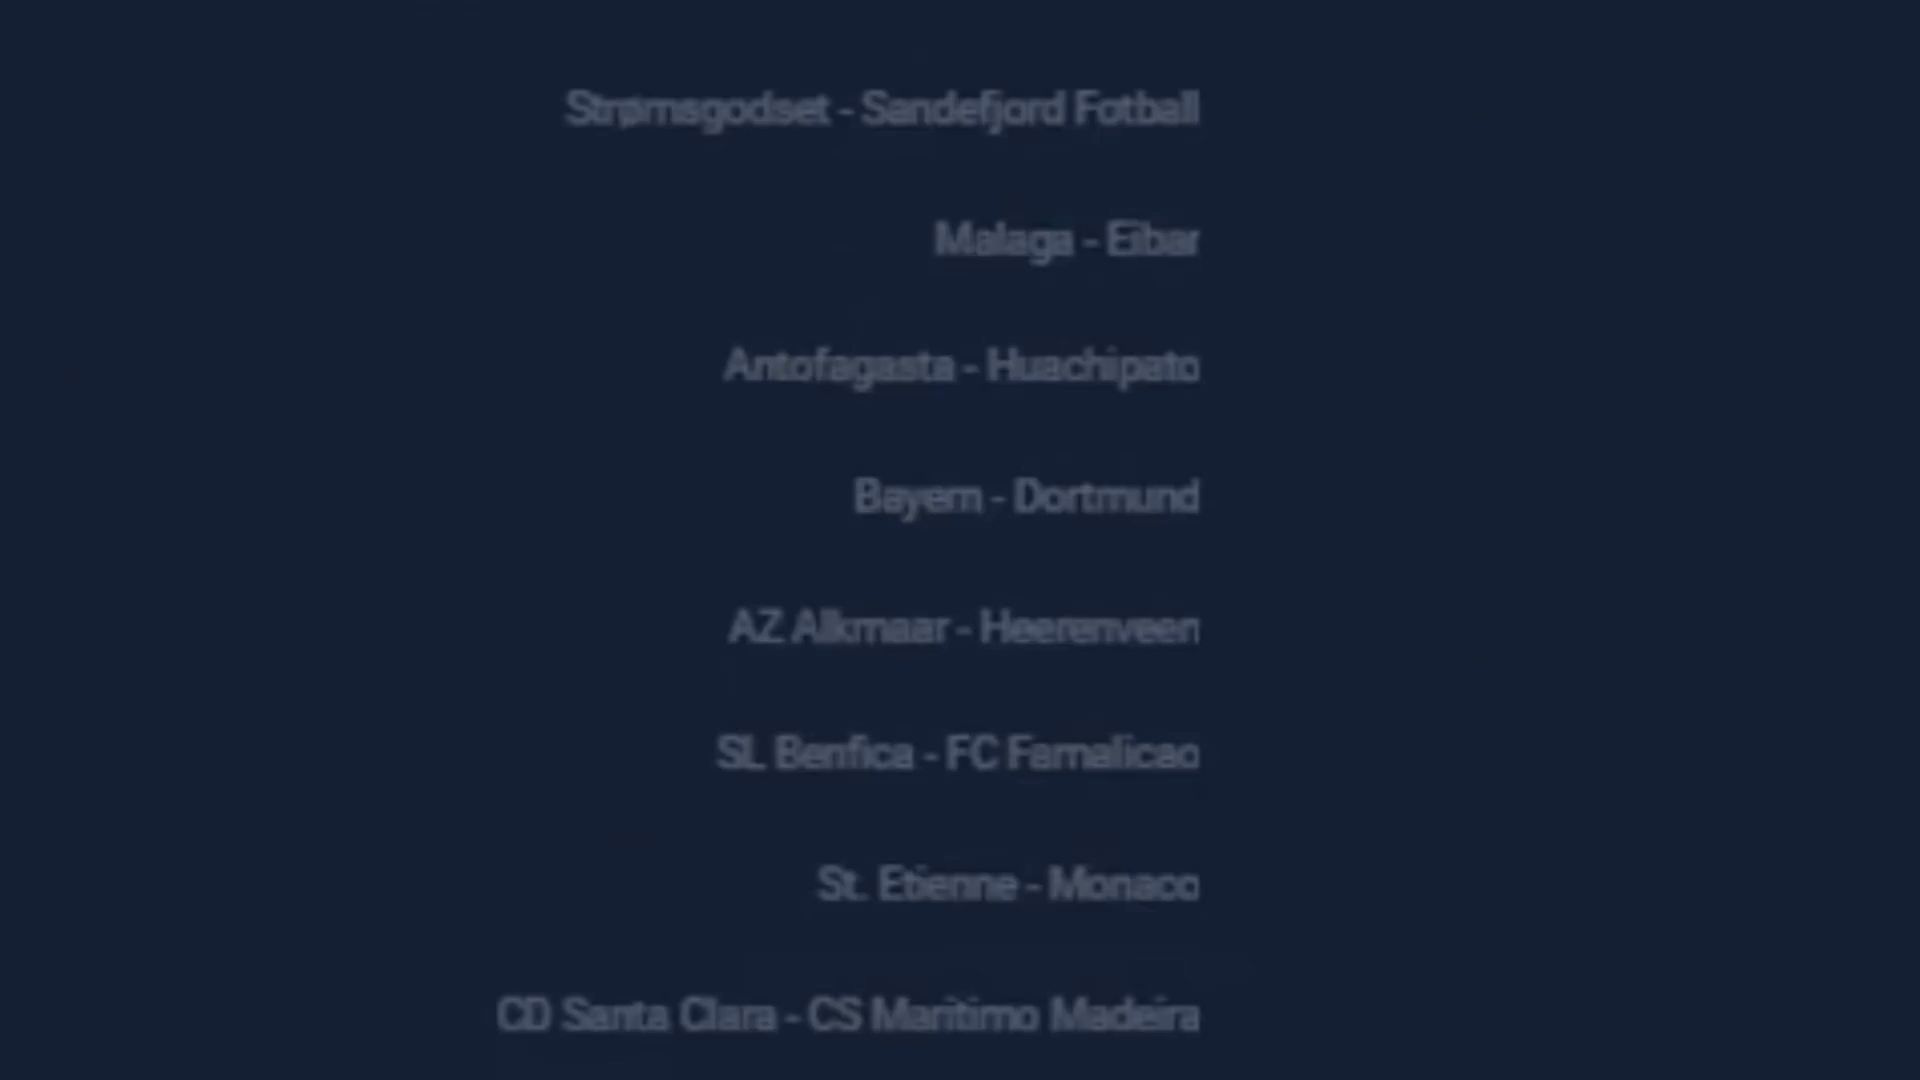 Strømsgodset - Sandefjord Fotball
Malaga - Eibar
Antofagasta - Huachipato
Bayern - Dortmund
AZ Alkmaar - Heerenveen
SL Benfica - FC Famalicao
St. Etienne - Monaco
CD Santa Clara - CS Maritimo Madeira